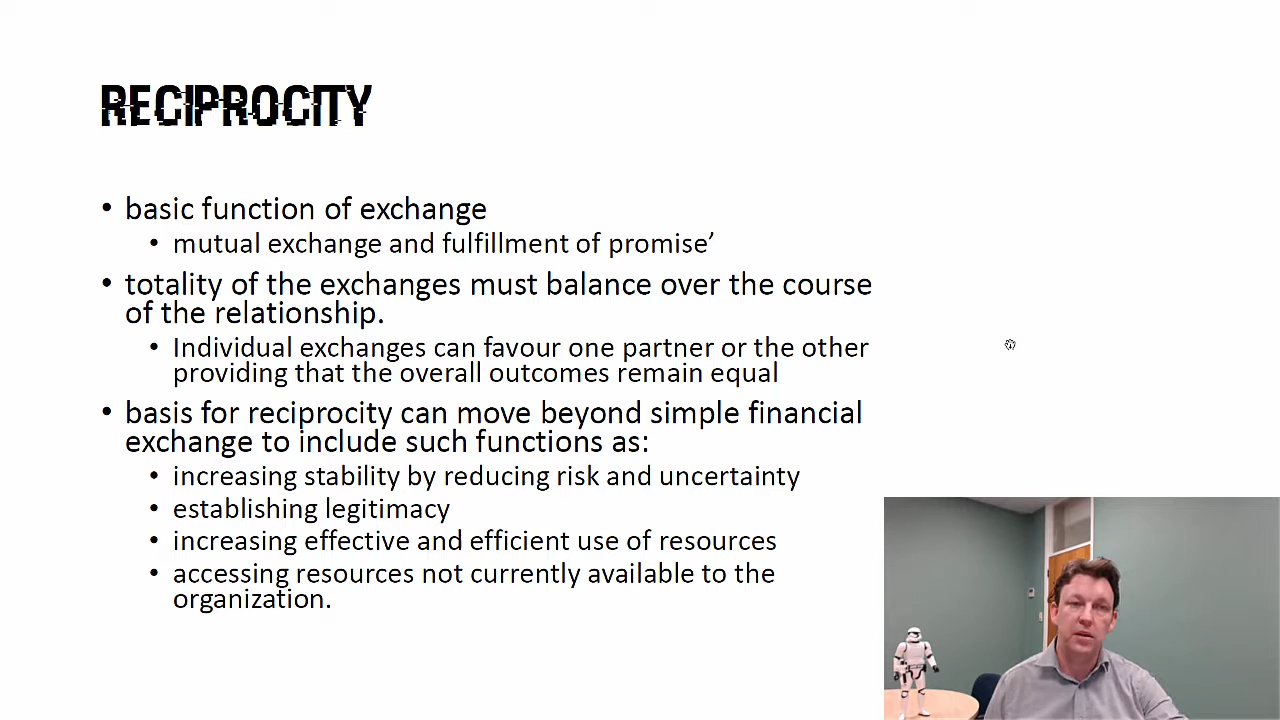 RECIPROCITY
• basic function of exchange
• mutual exchange and fulfillment of promise’
• totality of the exchanges must balance over the course
of the relationship.
• Individual exchanges can favour one partner or the other
providing that the overall outcomes remain equal
• basis for reciprocity can move beyond simple financial
exchange to include such functions as:
• increasing stability by reducing risk and uncertainty
• establishing legitimacy
• increasing effective and efficient use of resources
• accessing resources not currently available to the
organization.